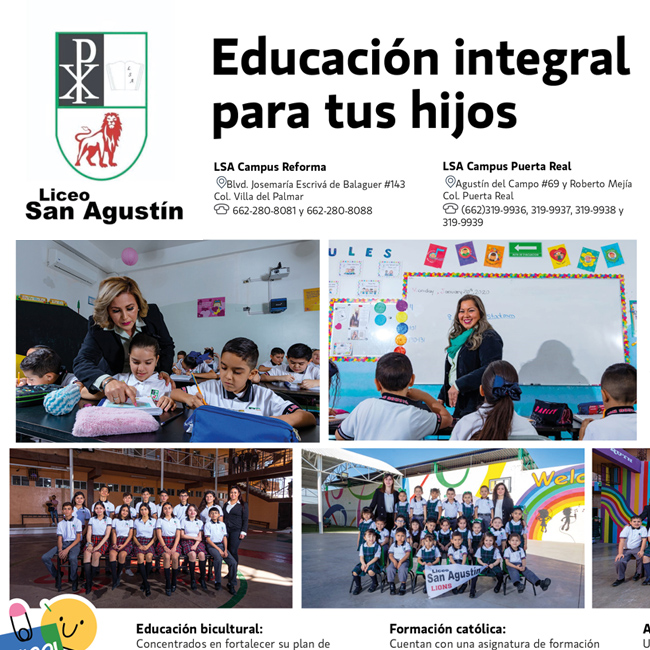 Educación integral
para tus hijos
L S A
Liceo
San Agustín
LSA Campus Reforma
Blvd. Josemaría Escrivá de Balaguer #143
Col. Villa del Palmar
662-280-8081 y 662-280-8088
LSA Campus Puerta Real
Agustín del Campo #69 y Roberto Mejía
Col. Puerta Real
(662)319-9936, 319-9937, 319-9938 y
319-9939
ULES
Welc
Liceo
San Agustín
LIONS
Educación bicultural:
Concentrados en fortalecer su plan de
Formación católica:
Cuentan con una asignatura de formación